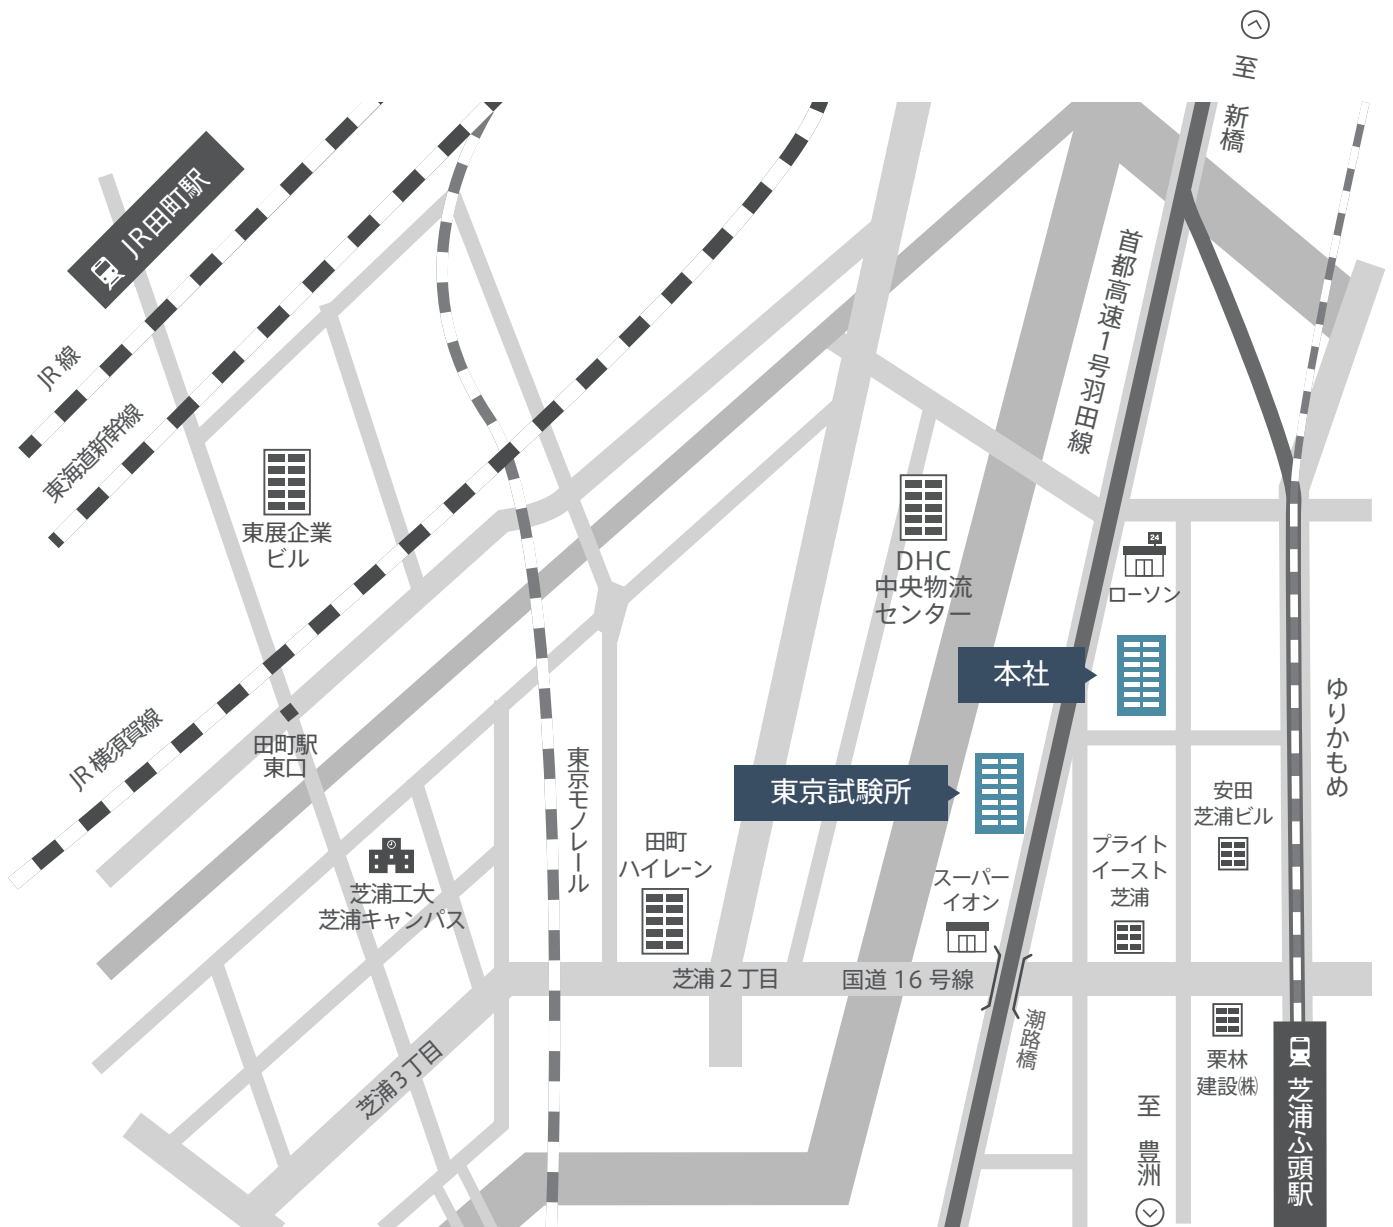 至 新橋
JR田町駅
首都高速1号羽田線
JR 線
東海道新幹線
東展企業
ビル
DHC
中央物流
センター
24
ローソン
本社
ゆりかもめ
JR 横須賀線
田町駅
東口
東京モノレール
東京試験所
安田
芝浦ビル
田町
ハイレーン
プライト
イースト
芝浦
スーパー
イオン
芝浦工大
芝浦キャンパス
芝浦 2 丁目
国道 16 号線
潮路橋
芝浦3丁目
栗林
建設㈱
芝浦ふ頭駅
至 豊洲